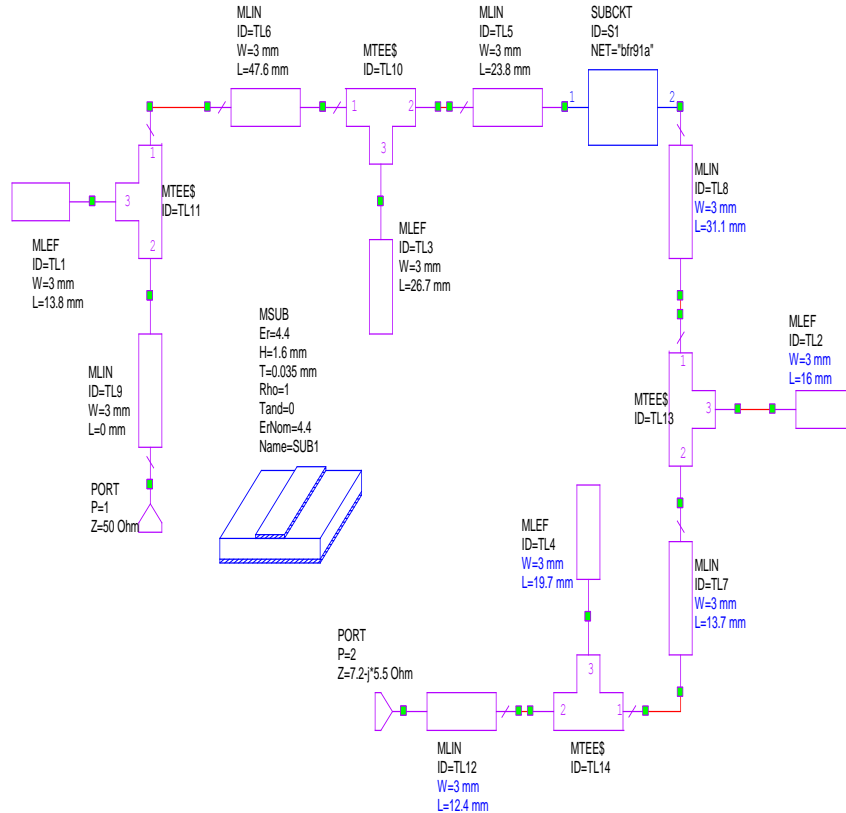 MLIN
ID=TL6
W=3 mm
L=47.6 mm
MTEE$
ID=TL10
MLIN
ID=TL5
W=3 mm
L=23.8 mm
SUBCKT
ID=S1
NET="bfr91a"
1
2
3
1
2
1
3
2
MTEE$
ID=TL11
MLEF
ID=TL1
W=3 mm
L=13.8 mm
MLEF
ID=TL3
W=3 mm
L=26.7 mm
MLIN
ID=TL8
W=3 mm
L=31.1 mm
MSUB
Er=4.4
H=1.6 mm
T=0.035 mm
Rho=1
Tand=0
ErNom=4.4
Name=SUB1
MLIN
ID=TL9
W=3 mm
L=0 mm
PORT
P=1
Z=50 Ohm
MLEF
ID=TL2
W=3 mm
L=16 mm
1
3
2
MTEE$
ID=TL13
MLEF
ID=TL4
W=3 mm
L=19.7 mm
MLIN
ID=TL7
W=3 mm
L=13.7 mm
PORT
P=2
Z=7.2-j*5.5 Ohm
3
2
1
MLIN
ID=TL12
W=3 mm
L=12.4 mm
MTEE$
ID=TL14